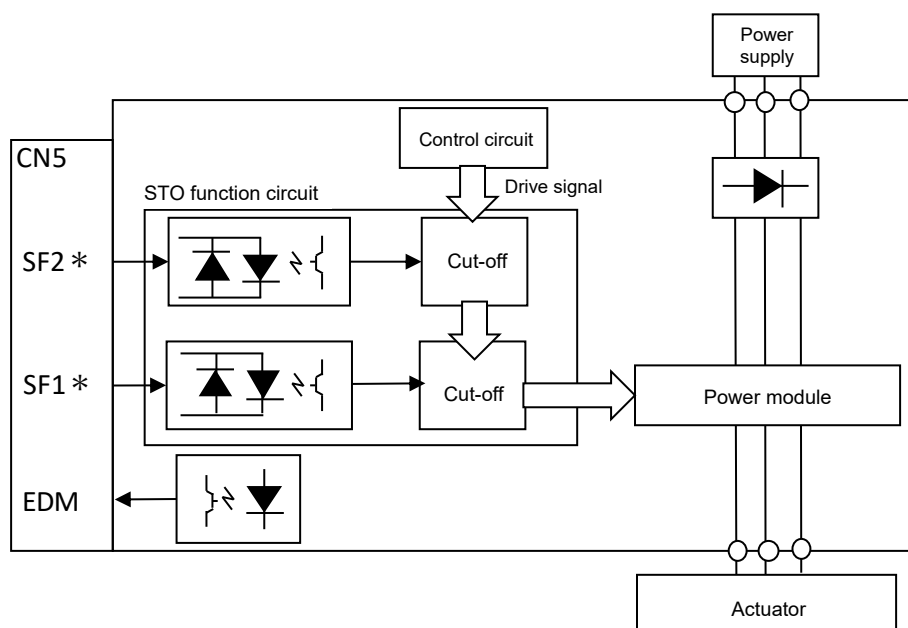 Power
supply
Control circuit
CN5
Drive signal
STO function circuit
SF2＊
Cut-off
SF1＊
Cut-off
Power module
EDM
Actuator